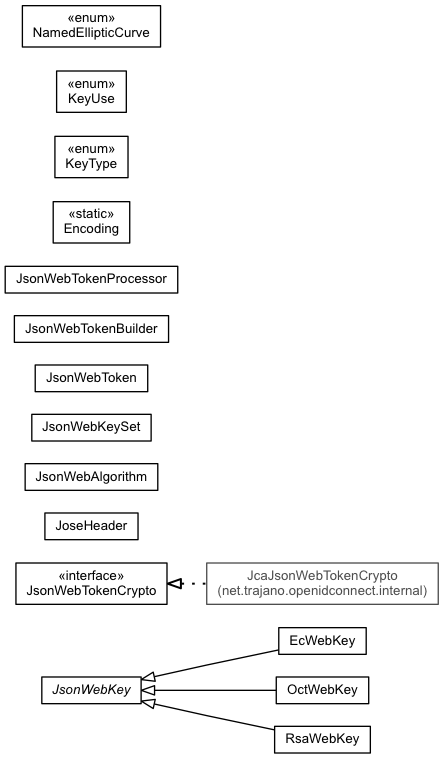 «enum»
NamedEllipticCurve
«enum»
KeyUse
«enum»
KeyType
«static»
Encoding
JsonWebTokenProcessor
JsonWebTokenBuilder
JsonWebToken
JsonWebKeySet
JsonWebAlgorithm
JoseHeader
«interface»
JsonWebTokenCrypto
JcaJsonWebTokenCrypto
(net.trajano.openidconnect.internal)
EcWebKey
JsonWebKey
OctWebKey
RsaWebKey